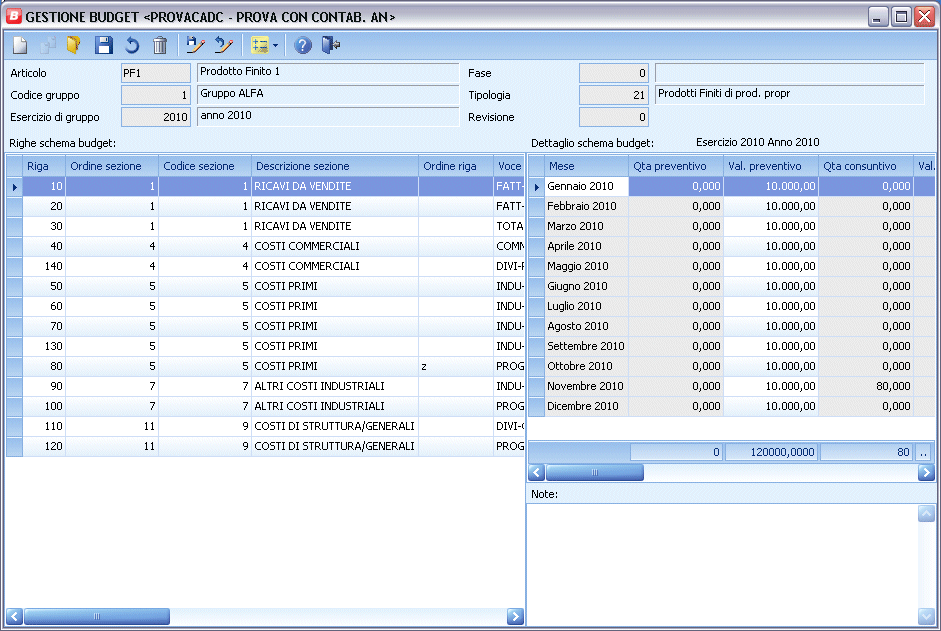 GESTIONE BUDGET <PROVACADC - PROVA CON CONTAB. AN>
Articolo PF1 Prodotto Finito 1 Fase 0
Codice gruppo 1 Gruppo ALFA Tipologia 21 Prodotti Finiti di prod. propr
Esercizio di gruppo 2010 anno 2010 Revisione 0
Righe schema budget:
Riga Ordine sezione Codice sezione Descrizione sezione Ordine riga Voce
10 1 1 RICAVI DA VENDITE FATT-
20 1 1 RICAVI DA VENDITE FATT-
30 1 1 RICAVI DA VENDITE TOTA
40 4 4 COSTI COMMERCIALI COMM
140 4 4 COSTI COMMERCIALI DIVI-F
50 5 5 COSTI PRIMI INDU-
60 5 5 COSTI PRIMI INDU-
70 5 5 COSTI PRIMI INDU-
130 5 5 COSTI PRIMI INDU-
80 5 5 COSTI PRIMI z PROG
90 7 7 ALTRI COSTI INDUSTRIALI INDU-
100 7 7 ALTRI COSTI INDUSTRIALI PROG
110 11 9 COSTI DI STRUTTURA/GENERALI DIVI-
120 11 9 COSTI DI STRUTTURA/GENERALI PROG
Dettaglio schema budget: Esercizio 2010 Anno 2010
Mese Qta preventivo Val. preventivo Qta consuntivo Val.
Gennaio 2010 0,000 10.000,00 0,000
Febbraio 2010 0,000 10.000,00 0,000
Marzo 2010 0,000 10.000,00 0,000
Aprile 2010 0,000 10.000,00 0,000
Maggio 2010 0,000 10.000,00 0,000
Giugno 2010 0,000 10.000,00 0,000
Luglio 2010 0,000 10.000,00 0,000
Agosto 2010 0,000 10.000,00 0,000
Settembre 2010 0,000 10.000,00 0,000
Ottobre 2010 0,000 10.000,00 0,000
Novembre 2010 0,000 10.000,00 80,000
Dicembre 2010 0,000 10.000,00 0,000
0 120000,0000 80 ..
Note: